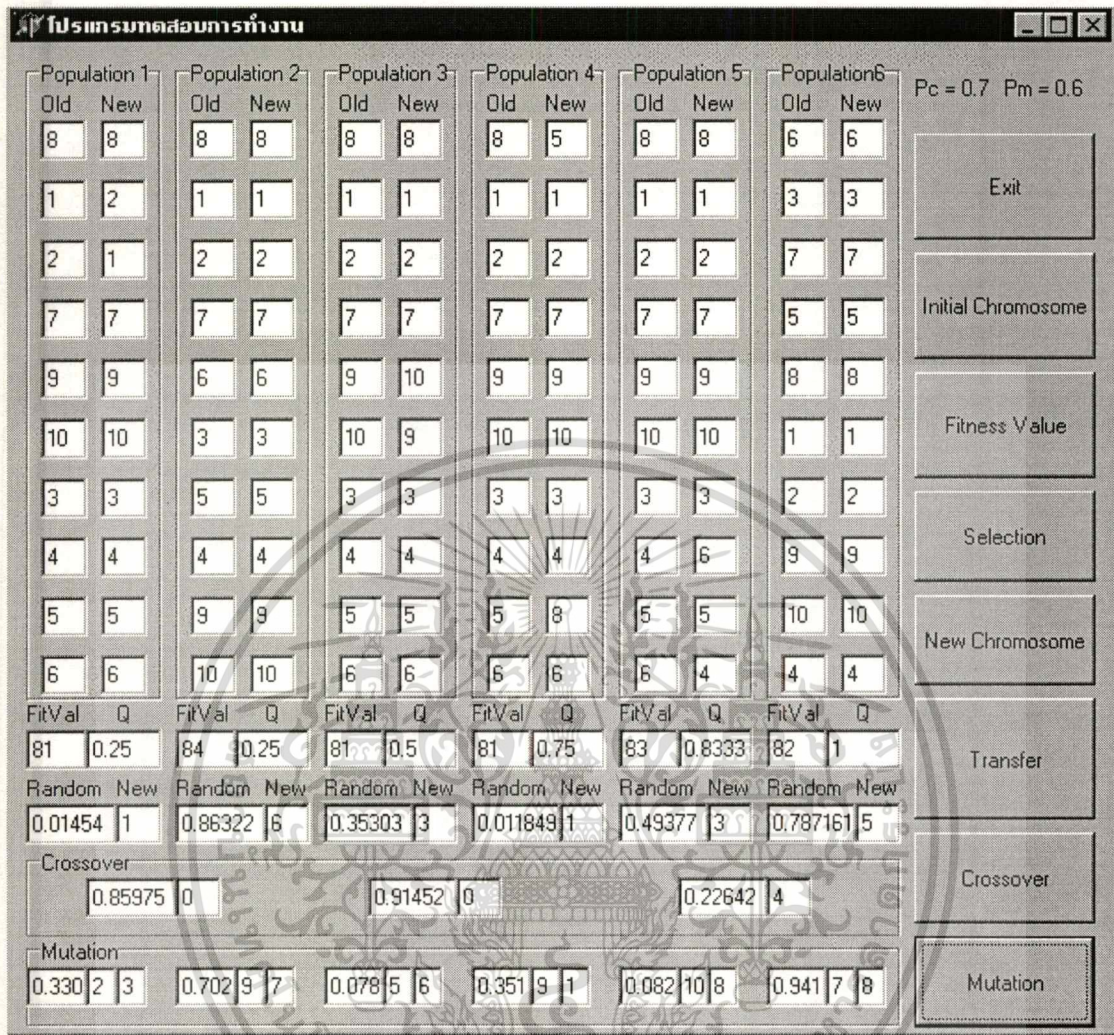 โปรแกรมทดสอบการทำงาน
Population 1 Population 2 Population 3 Population 4 Population 5 Population6 Pc = 0.7 Pm = 0.6
Old New Old New Old New Old New Old New Old New
8 8 8 8 8 8 8 5 8 8 6 6
Exit
1 2 1 1 1 1 1 1 1 1 3 3
2 1 2 2 2 2 2 2 2 2 7 7
7 7 7 7 7 7 7 7 7 7 5 5
Initial Chromosome
9 9 6 6 9 10 9 9 9 9 8 8
10 10 3 3 10 9 10 10 10 10 1 1
Fitness Value
3 3 5 5 3 3 3 3 3 3 2 2
Selection
4 4 4 4 4 4 4 4 4 6 9 9
5 5 9 9 5 5 5 8 5 5 10 10
New Chromosome
6 6 10 10 6 6 6 6 6 4 4 4
FitVal Q FitVal Q FitVal Q FitVal Q FitVal Q FitVal Q
81 0.25 84 0.25 81 0.5 81 0.75 83 0.8333 82 1
Transfer
Random New Random New Random New Random New Random New Random New
0.01454 1 0.86322 6 0.35303 3 0.011849 1 0.49377 3 0.787161 5
Crossover
0.85975 0 0.91452 0 0.22642 4
Crossover
Mutation
0.330 2 3 0.702 9 7 0.078 5 6 0.351 9 1 0.082 10 8 0.941 7 8
Mutation